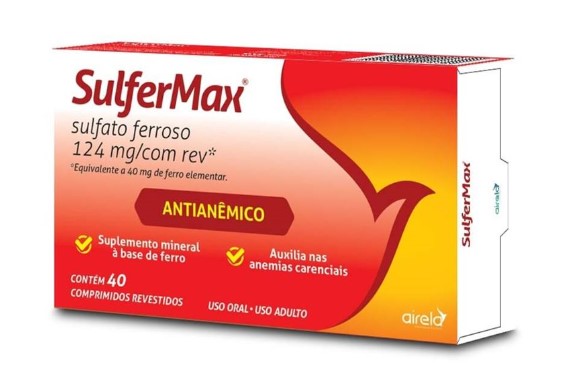 SulferMax®
sulfato ferroso
124 mg/com rev*
*Equivalente a 40 mg de ferro elementar.
ANTIANÊMICO
Suplemento mineral
à base de ferro
Auxilia nas
anemias carenciais
CONTÉM 40
COMPRIMIDOS REVESTIDOS
USO ORAL • USO ADULTO
airela
SulferMax®
airela